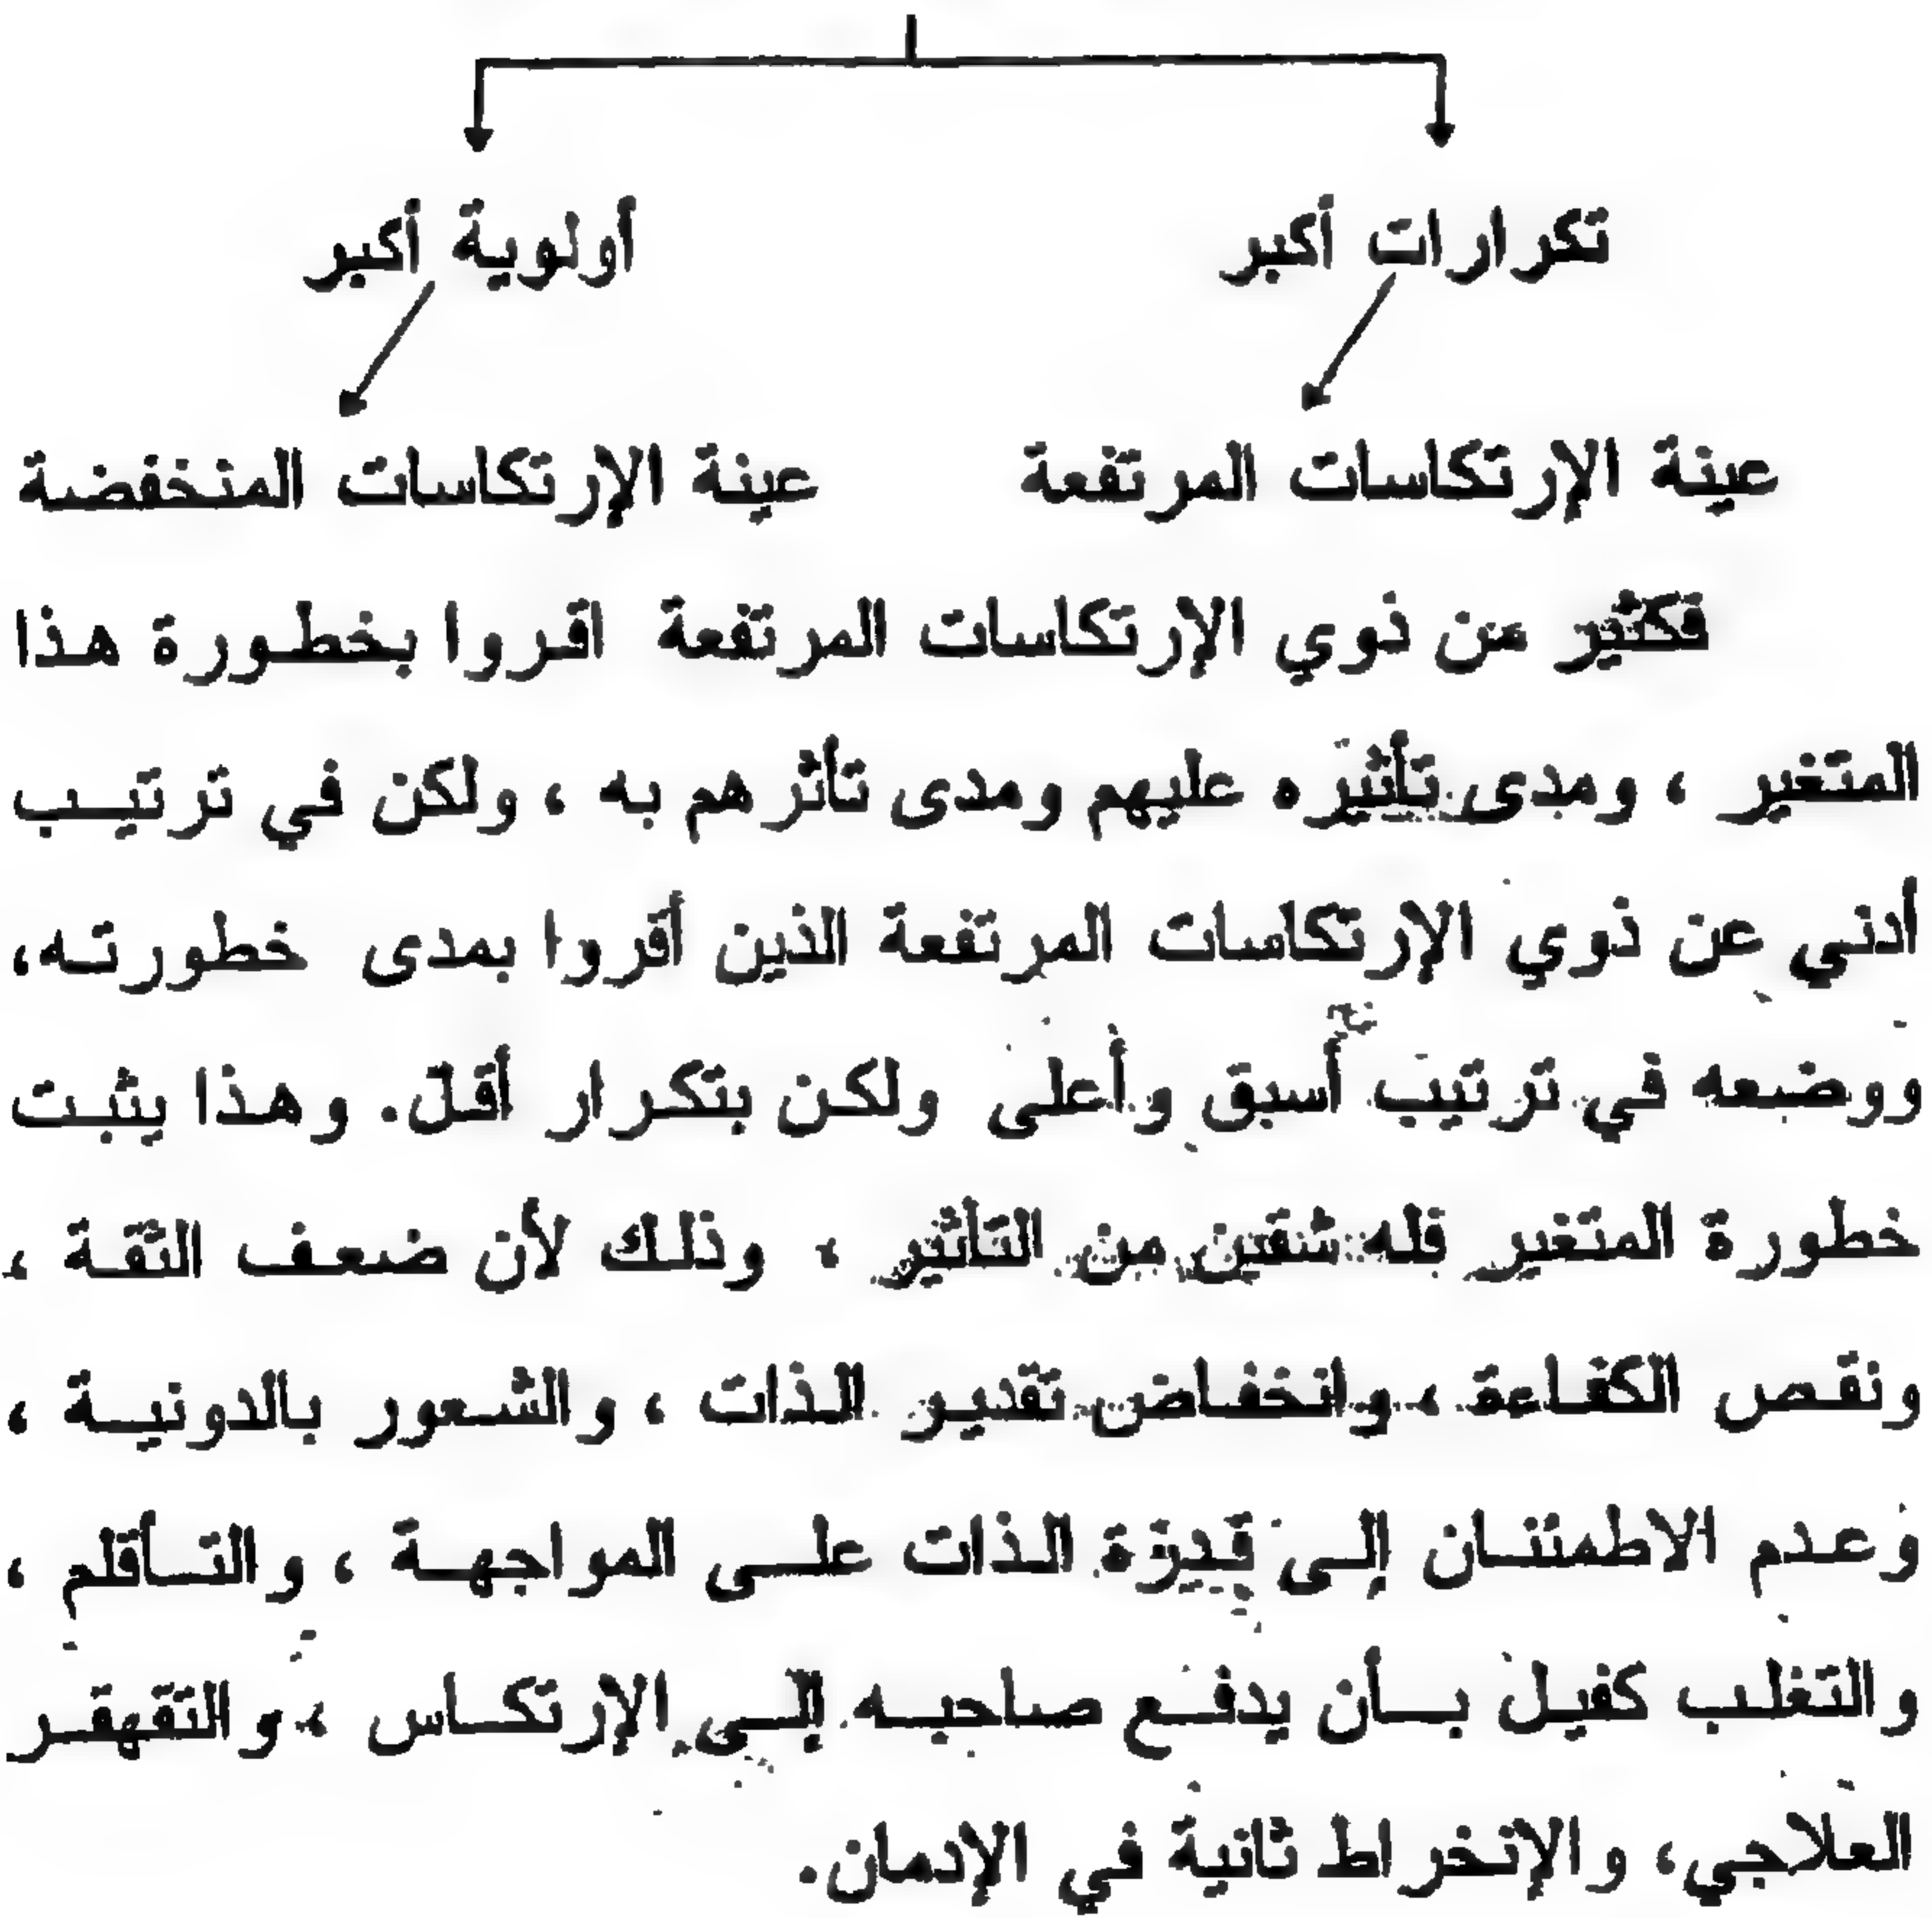 تكرارات أكبر
أولوية أكبر
عينة الإرتكاسات المرتفعة
عينة الإرتكاسات المنخفضة
فكثير من ذوي الإرتكاسات المرتفعة اقروا بخطورة هذا
المتغير ، ومدى تأثيره عليهم ومدى تأثرهم به ، ولكن في ترتيب
أدني عن ذوي الإرتكاسات المرتفعة الذين أقروا بمدى خطورته،
ووضعه في ترتيب أسبق وأعلى ولكن بتكرار أقل. وهذا يثبت
خطورة المتغير فله شقين من التأثير ، وذلك لأن ضعف الثقة ،
ونقص الكفاءة ، وانخفاض تقدير الذات ، والشعور بالدونية ،
وعدم الاطمئنان إلى قدرة الذات على المواجهة ، والتأقلم ،
والتغلب كفيل بأن يدفع صاحبه إلى الإرتكاس ، والتقهقر
العلاجي، والإنخراط ثانية في الإدمان.